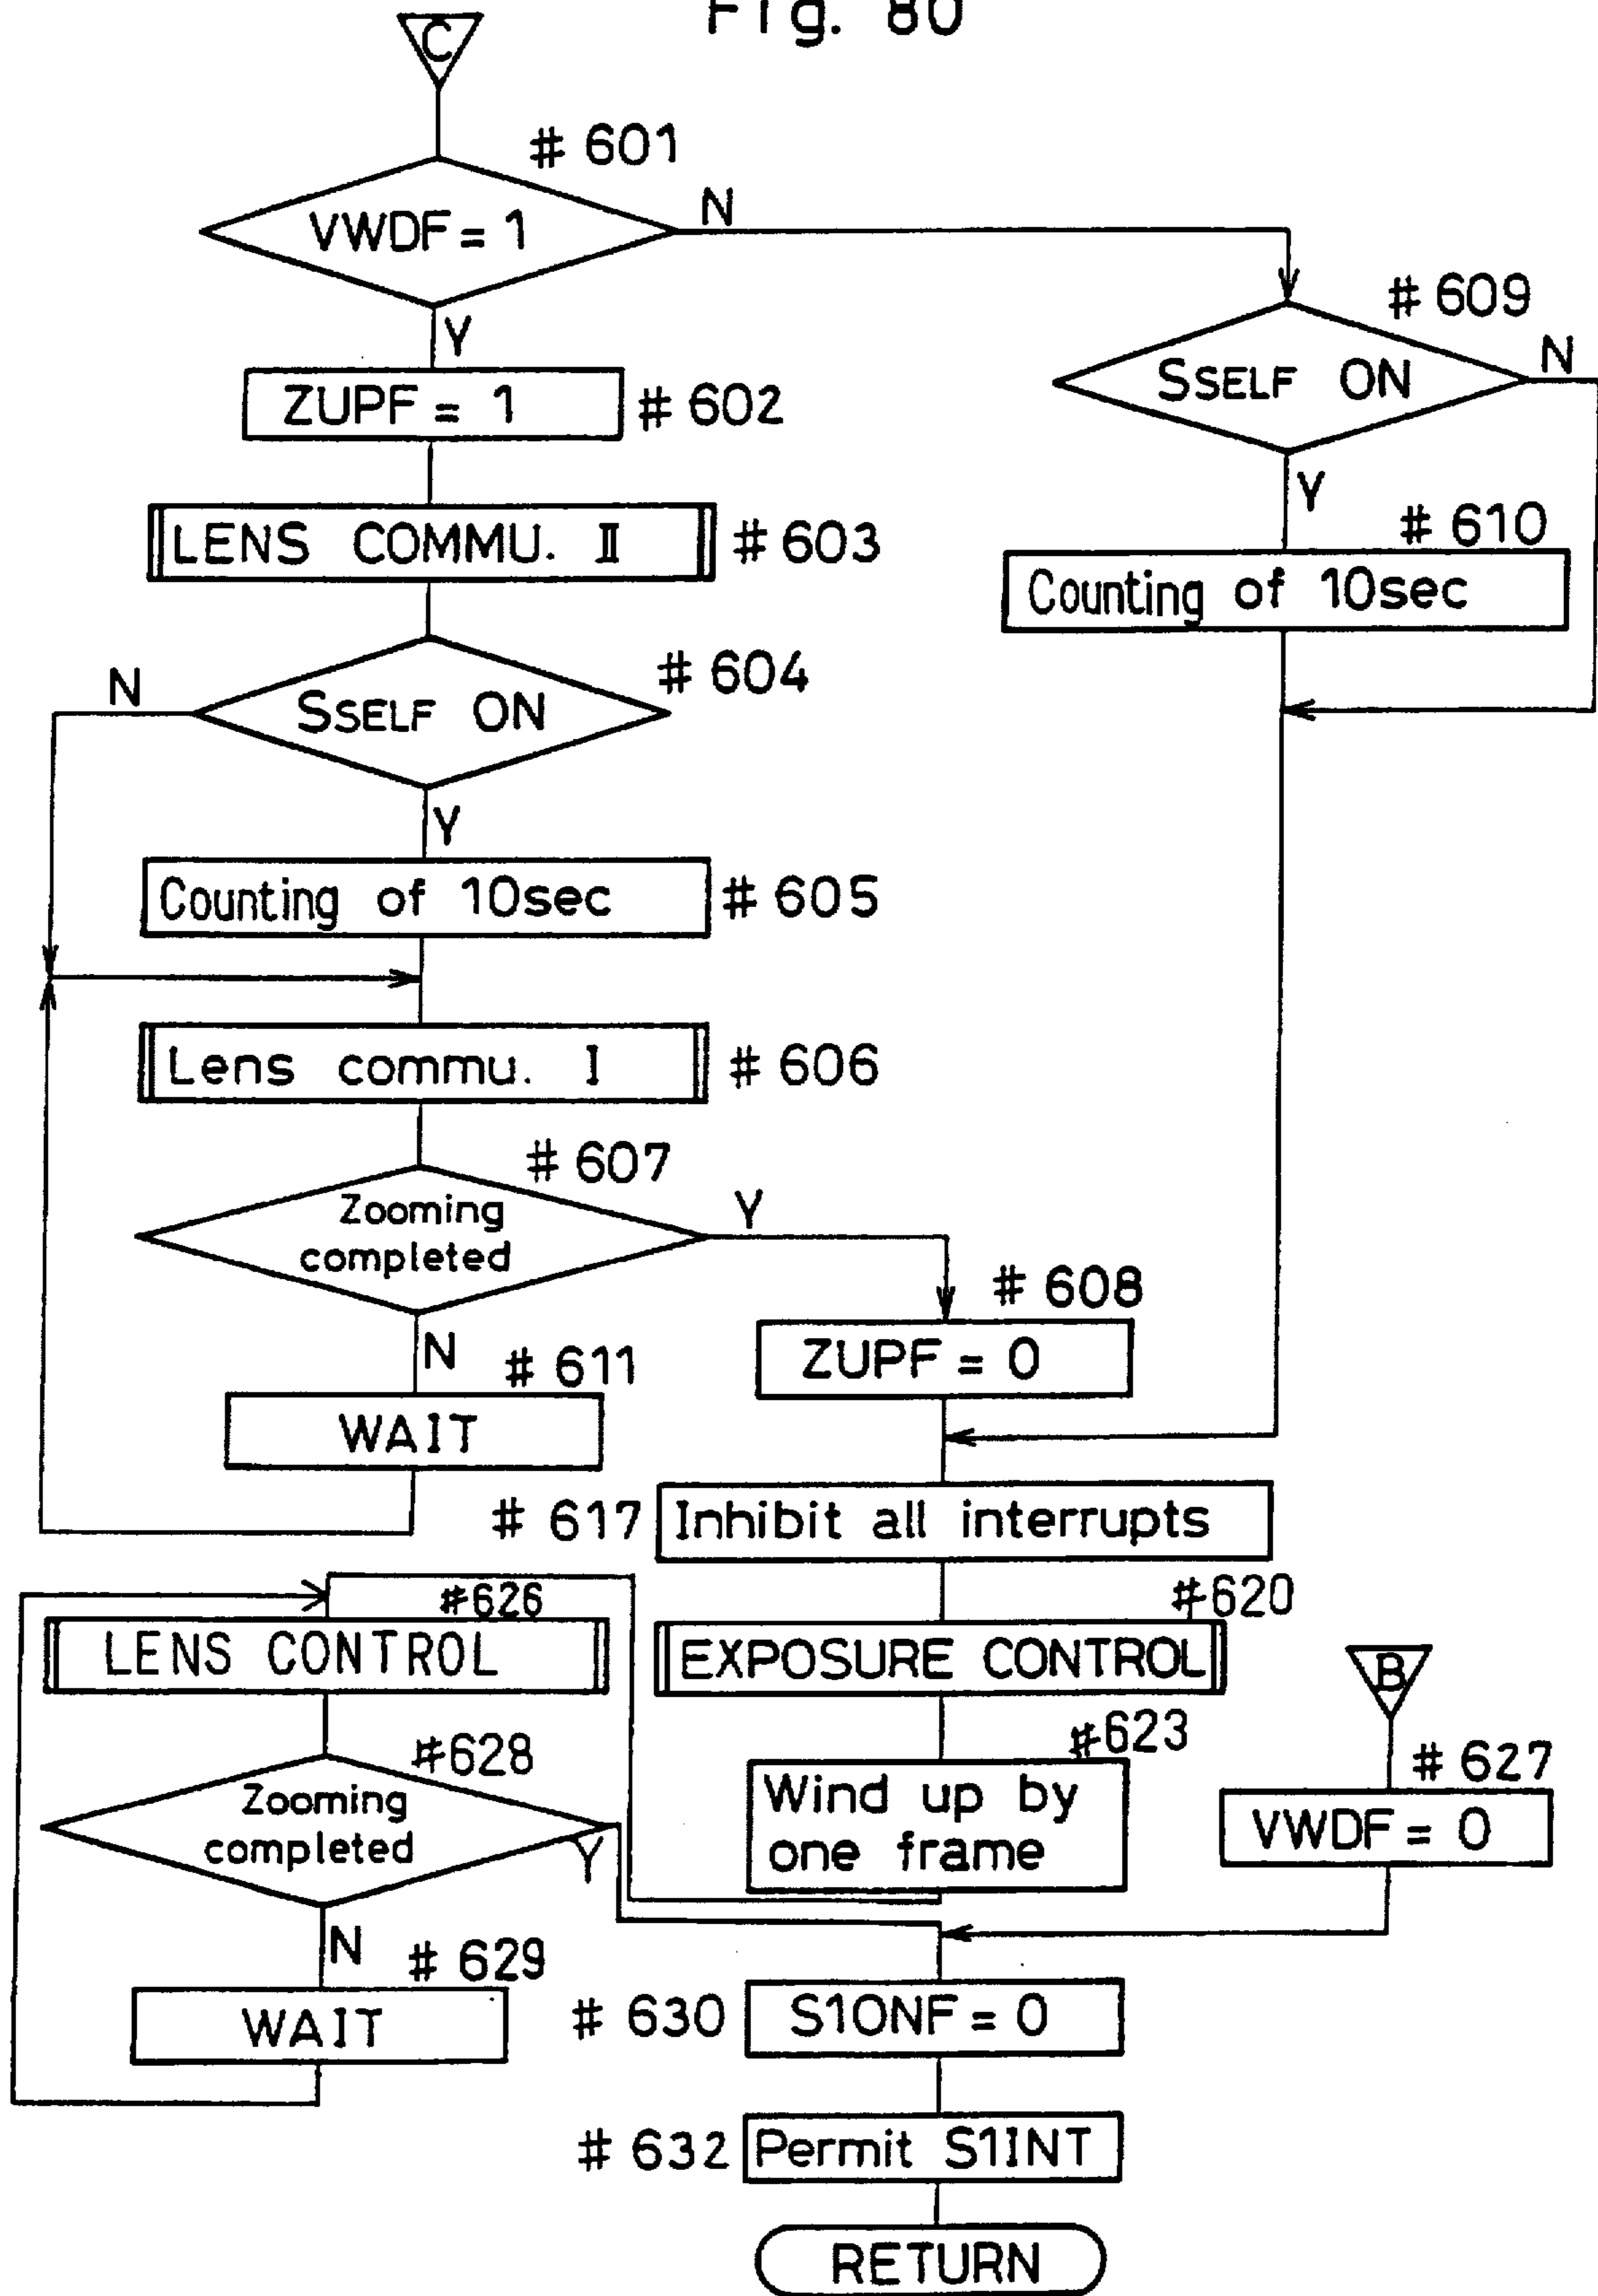 Fig. 80
C
# 601
VWDF = 1
N
Y
# 609
SSELF ON
N
Y
ZUPF = 1
# 602
# 610
Counting of 10sec
LENS COMMU. II
# 603
# 604
N
SSELF ON
Y
Counting of 10sec
# 605
Lens commu. I
# 606
# 607
Zooming
completed
Y
N
# 608
ZUPF = 0
# 611
WAIT
# 617
Inhibit all interrupts
#626
LENS CONTROL
#620
EXPOSURE CONTROL
B
#628
Zooming
completed
Y
N
#623
Wind up by
one frame
# 627
VWDF = 0
# 629
WAIT
# 630
S1ONF = 0
# 632
Permit S1INT
RETURN